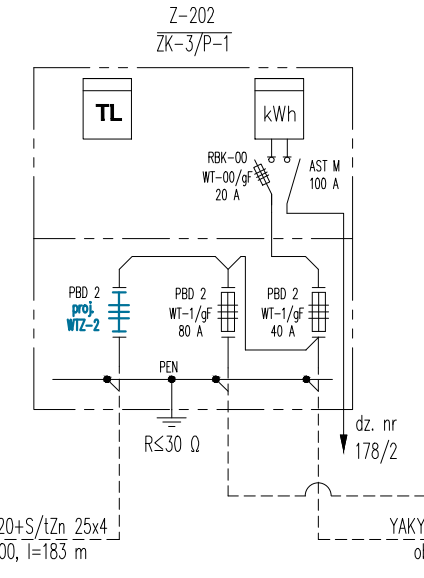 Z-202
ZK-3/P-1
TL
kWh
RBK-00
WT-00/gF
20 A
AST M
100 A
PBD 2
proj.
WTZ-2
PBD 2
WT-1/gF
80 A
PBD 2
WT-1/gF
40 A
PEN
R≤30 Ω
dz. nr
178/2
20+S/tZn 25x4
00, l=183 m
YAKY
ob